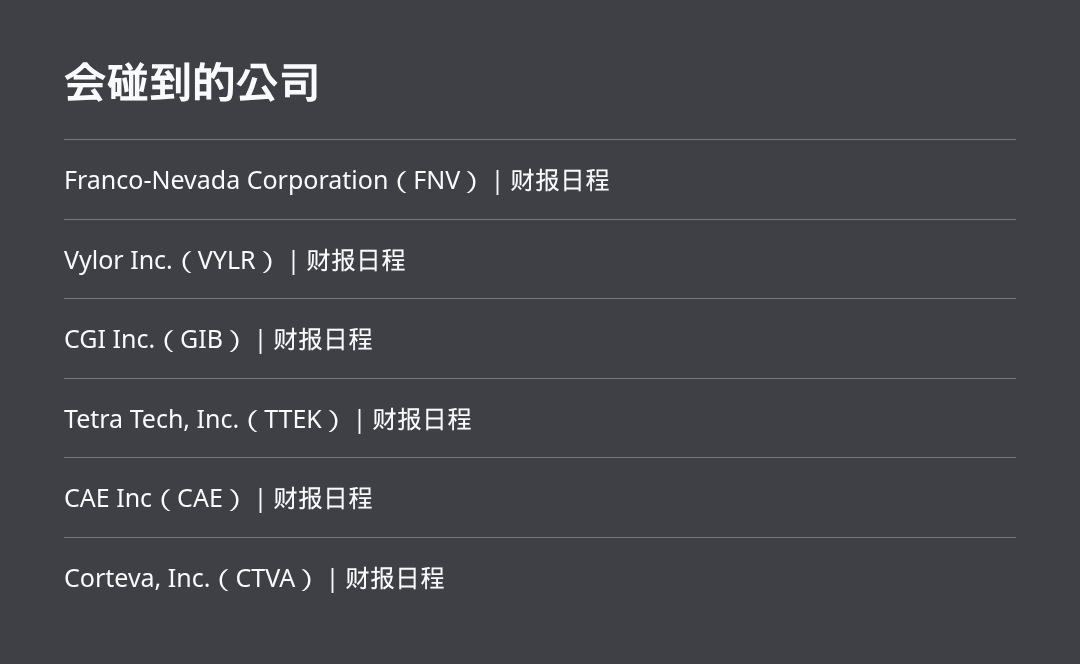 会碰到的公司
Franco-Nevada Corporation（FNV）｜财报日程
Vylor Inc.（VYLR）｜财报日程
CGI Inc.（GIB）｜财报日程
Tetra Tech, Inc.（TTEK）｜财报日程
CAE Inc（CAE）｜财报日程
Corteva, Inc.（CTVA）｜财报日程